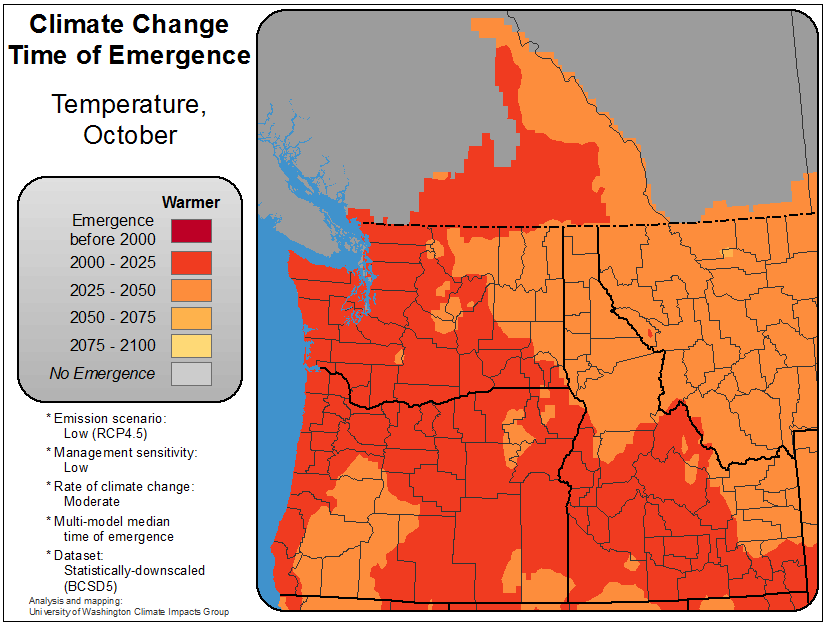 Climate Change
Time of Emergence
Temperature,
October
Warmer
Emergence
before 2000
2000 - 2025
2025 - 2050
2050 - 2075
2075 - 2100
No Emergence
* Emission scenario:
Low (RCP4.5)
* Management sensitivity:
Low
* Rate of climate change:
Moderate
* Multi-model median
time of emergence
* Dataset:
Statistically-downscaled
(BCSD5)
Analysis and mapping:
University of Washington Climate Impacts Group